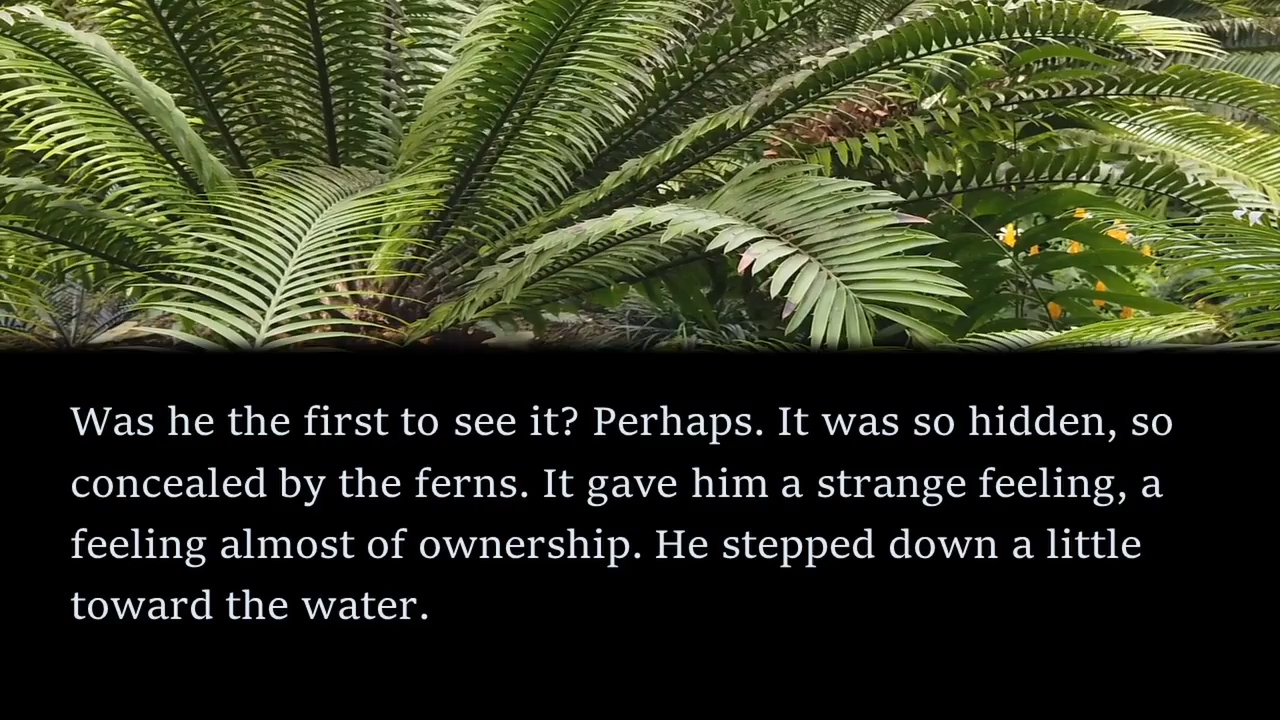 Was he the first to see it? Perhaps. It was so hidden, so
concealed by the ferns. It gave him a strange feeling, a
feeling almost of ownership. He stepped down a little
toward the water.